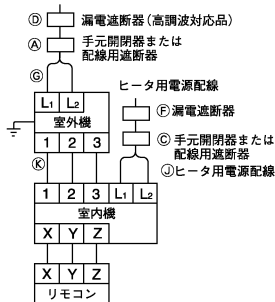 Ⓓ 漏電遮断器(高調波対応品)
Ⓐ 手元開閉器または
配線用遮断器
Ⓖ
L₁ L₂
室外機
1 2 3
ヒータ用電源配線
Ⓕ漏電遮断器
Ⓒ 手元開閉器または
配線用遮断器
Ⓙヒータ用電源配線
Ⓚ
1 2 3 L₁ L₂
室内機
X Y Z
X Y Z
リモコン